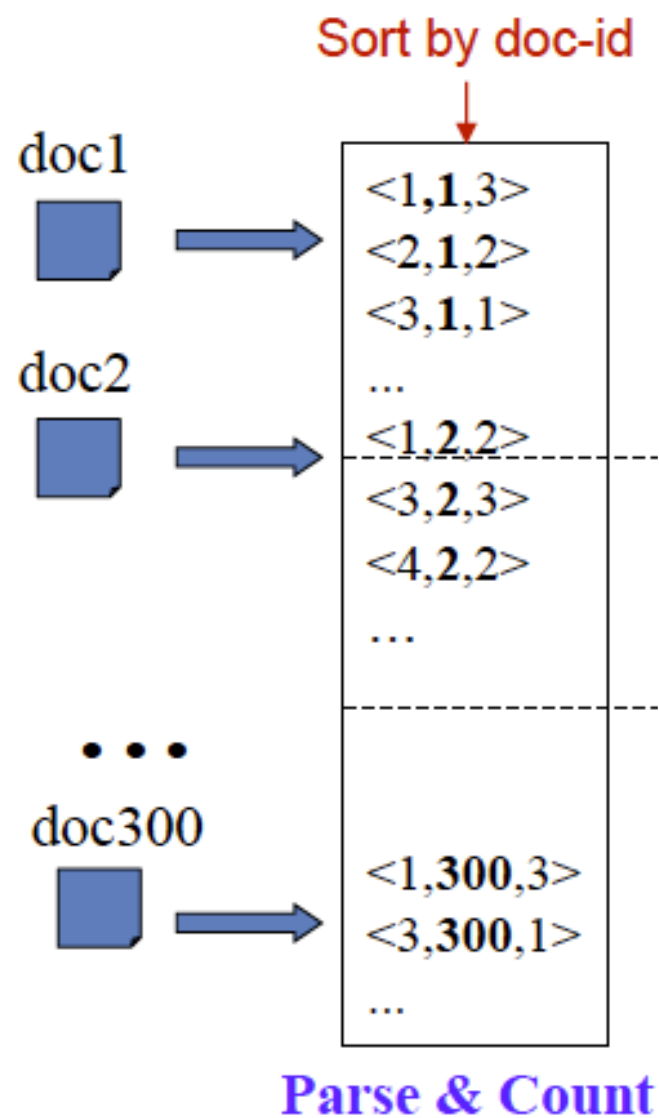 Sort by doc-id
doc1
<1,1,3>
<2,1,2>
<3,1,1>
...
doc2
<1,2,2>
<3,2,3>
<4,2,2>
...
• • •
doc300
<1,300,3>
<3,300,1>
...
Parse & Count